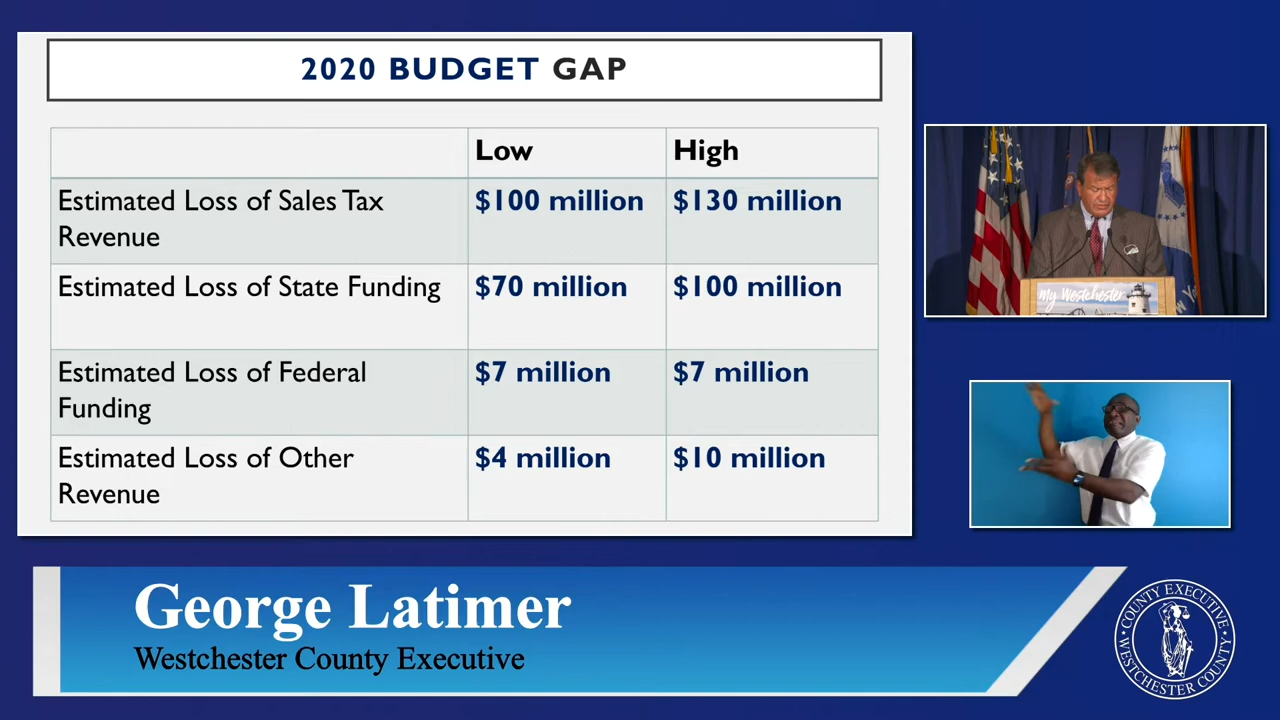 2020 BUDGET GAP
Low High
Estimated Loss of Sales Tax Revenue $100 million $130 million
Estimated Loss of State Funding $70 million $100 million
Estimated Loss of Federal Funding $7 million $7 million
Estimated Loss of Other Revenue $4 million $10 million
My Westchester
George Latimer
Westchester County Executive
COUNTY EXECUTIVE
WESTCHESTER COUNTY